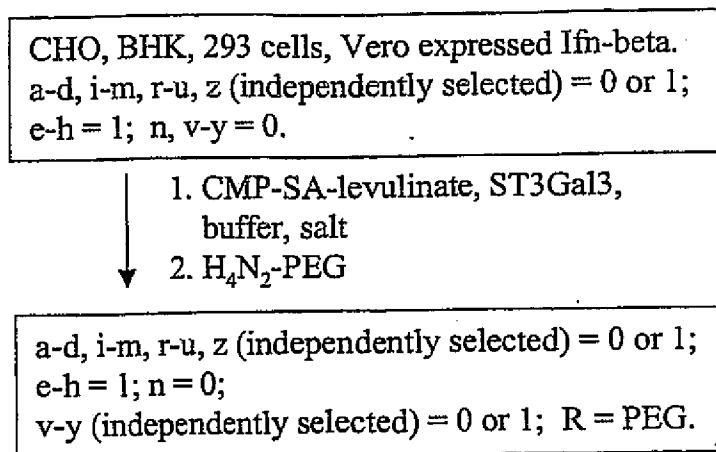 CHO, BHK, 293 cells, Vero expressed Ifn-beta.
a-d, i-m, r-u, z (independently selected) = 0 or 1;
e-h = 1; n, v-y = 0.
1. CMP-SA-levulinate, ST3Gal3,
buffer, salt
2. H₄N₂-PEG
a-d, i-m, r-u, z (independently selected) = 0 or 1;
e-h = 1; n = 0;
v-y (independently selected) = 0 or 1; R = PEG.